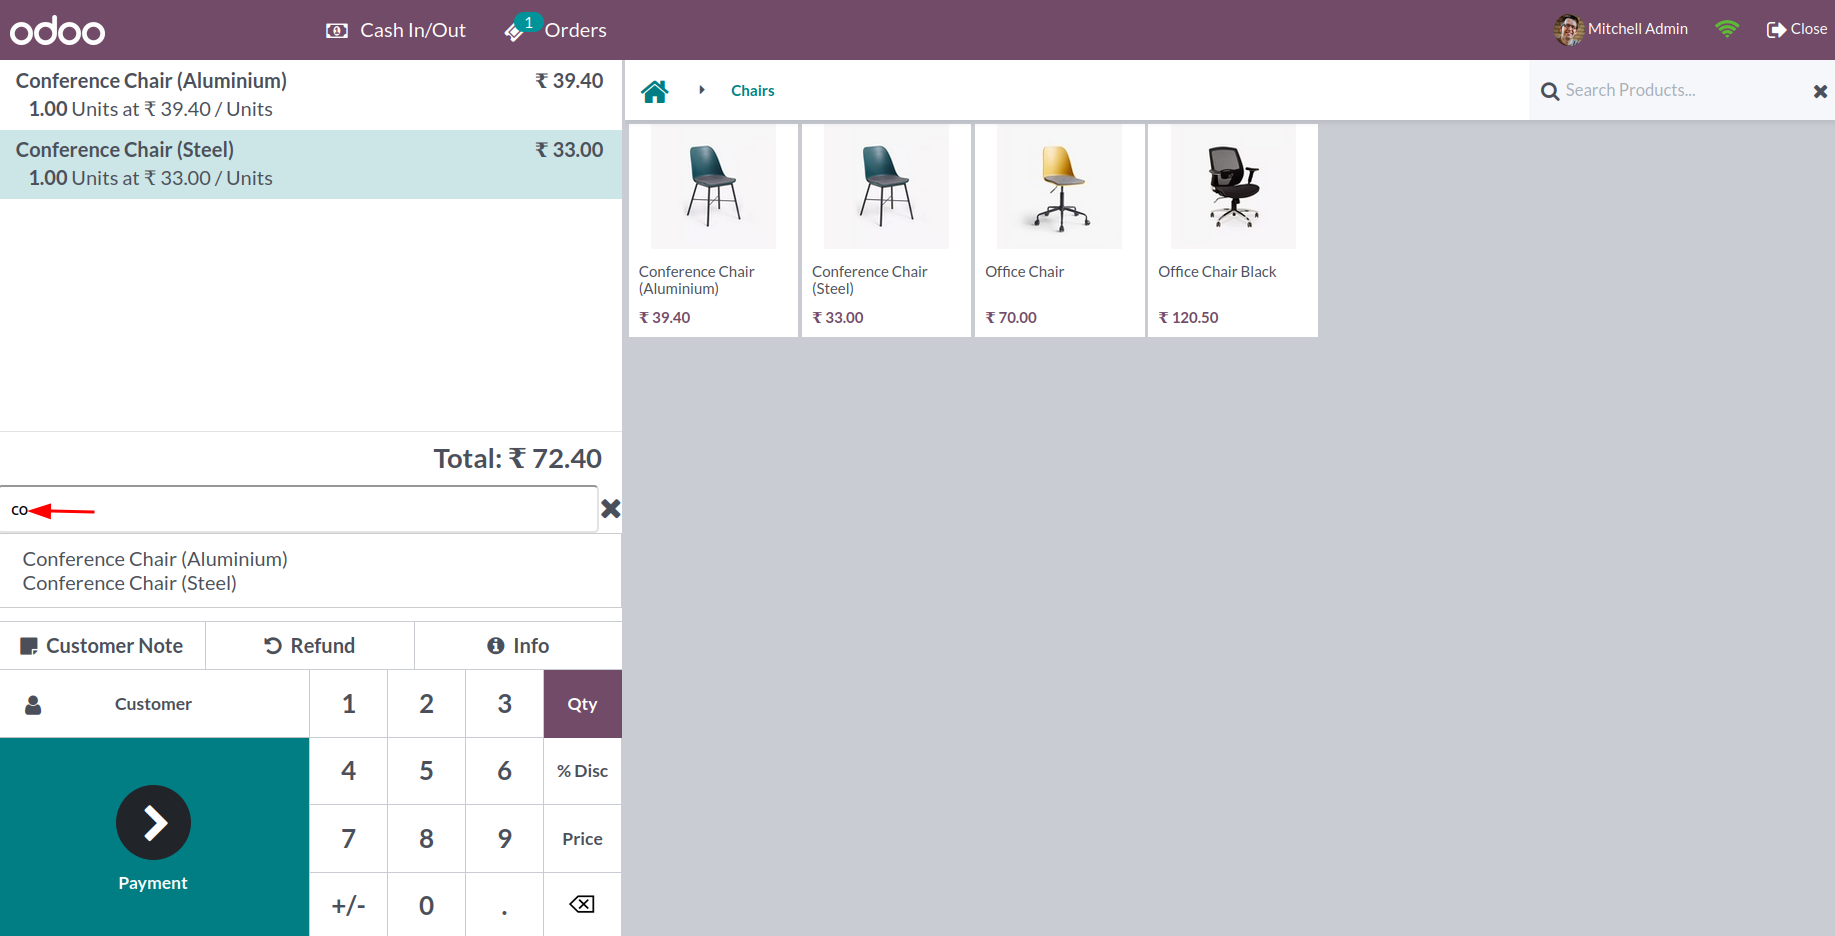 odoo
Cash In/Out
1
Orders
Mitchell Admin
Close
Conference Chair (Aluminium) ₹ 39.40
1.00 Units at ₹ 39.40 / Units
Conference Chair (Steel) ₹ 33.00
1.00 Units at ₹ 33.00 / Units
Total: ₹ 72.40
co
Conference Chair (Aluminium)
Conference Chair (Steel)
Customer Note
Refund
Info
Customer
1 2 3 Qty
4 5 6 % Disc
7 8 9 Price
+/- 0 .
Payment
Chairs
Search Products...
Conference Chair
(Aluminium)
₹ 39.40
Conference Chair
(Steel)
₹ 33.00
Office Chair
₹ 70.00
Office Chair Black
₹ 120.50